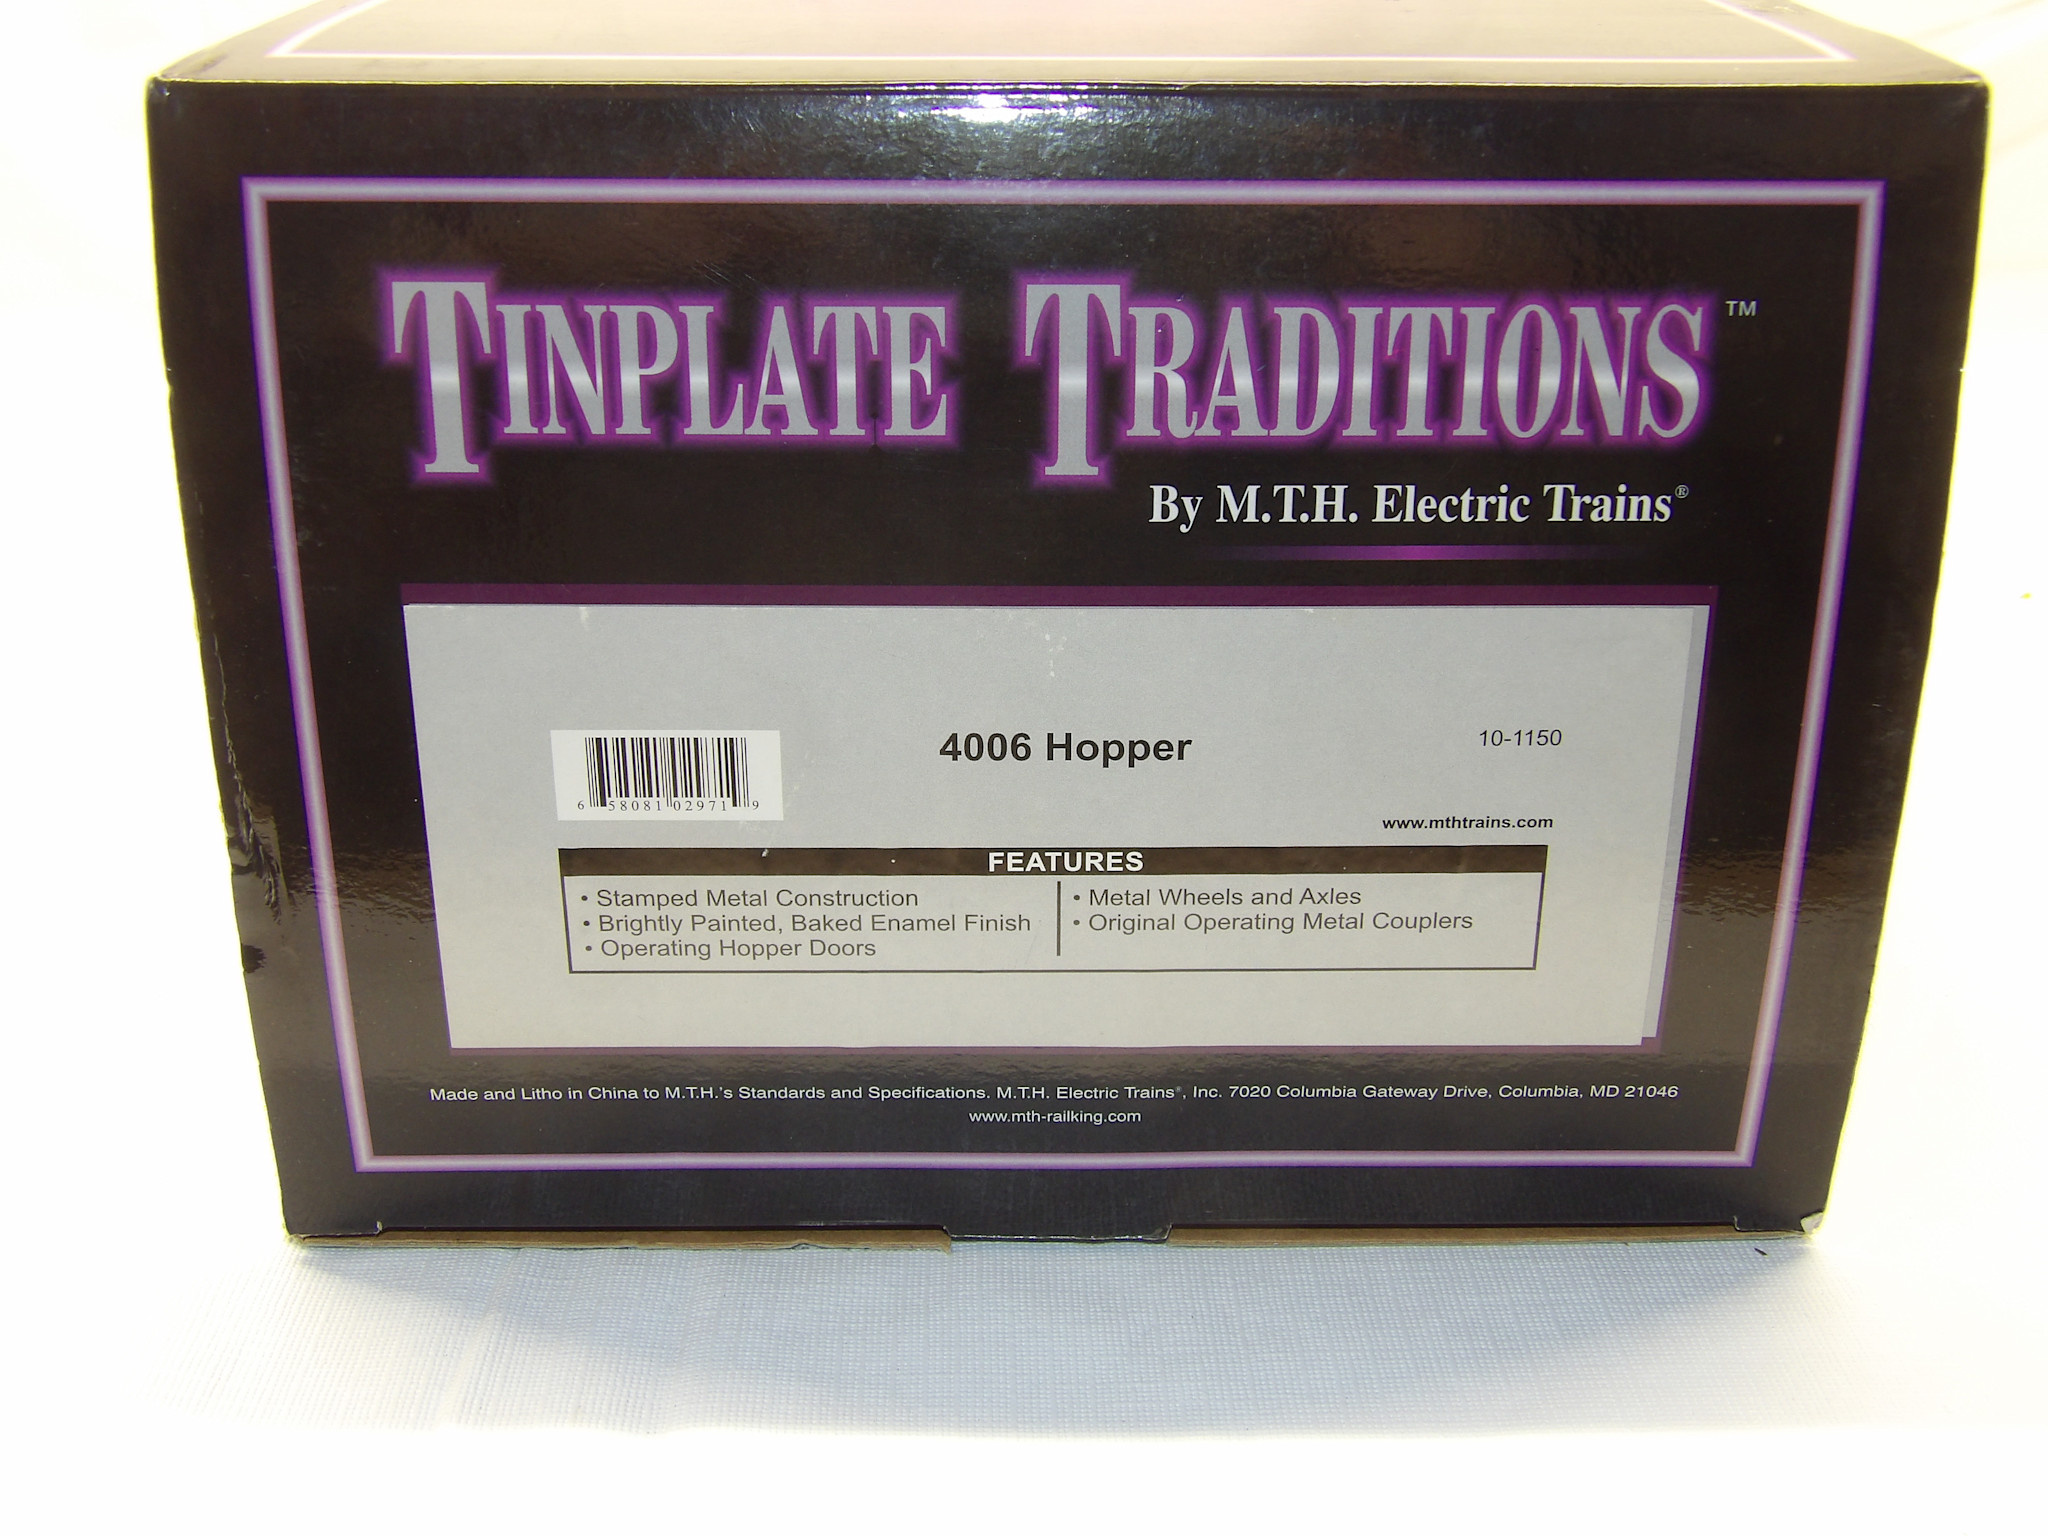 TINPLATE TRADITIONS™
By M.T.H. Electric Trains®
4006 Hopper
10-1150
6 58081 02971 9
www.mthtrains.com
FEATURES
• Stamped Metal Construction
• Brightly Painted, Baked Enamel Finish
• Operating Hopper Doors
• Metal Wheels and Axles
• Original Operating Metal Couplers
Made and Litho in China to M.T.H.'s Standards and Specifications. M.T.H. Electric Trains®, Inc. 7020 Columbia Gateway Drive, Columbia, MD 21046
www.mth-railking.com